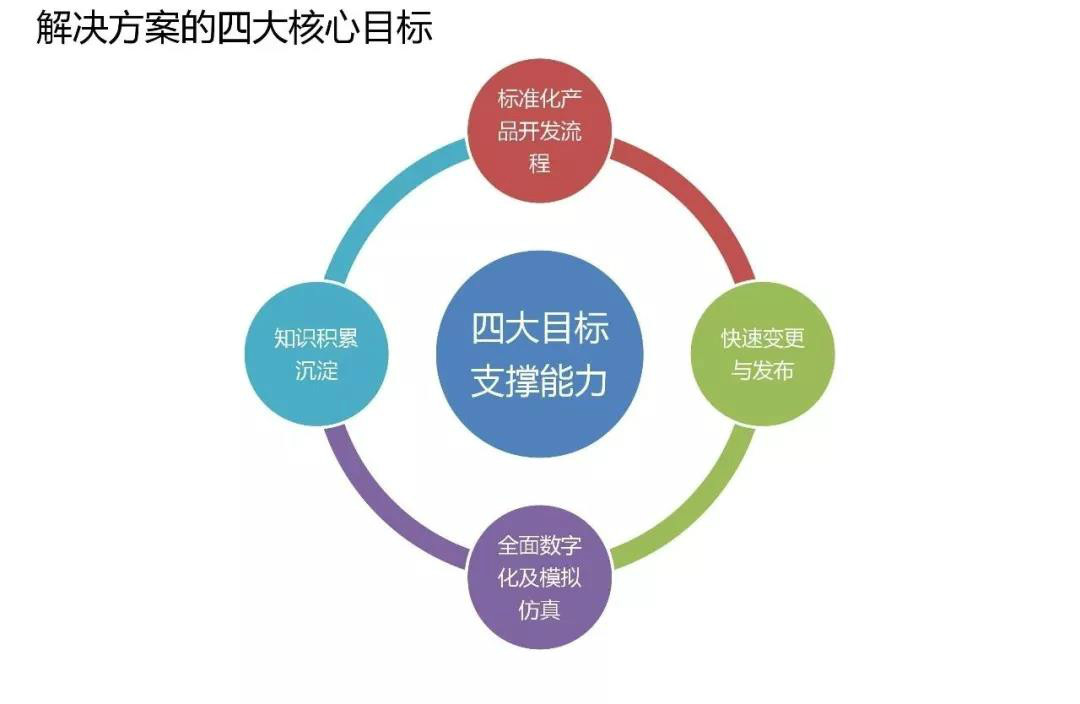 解决方案的四大核心目标
标准化产
品开发流
程
知识积累
沉淀
四大目标
支撑能力
快速变更
与发布
全面数字
化及模拟
仿真